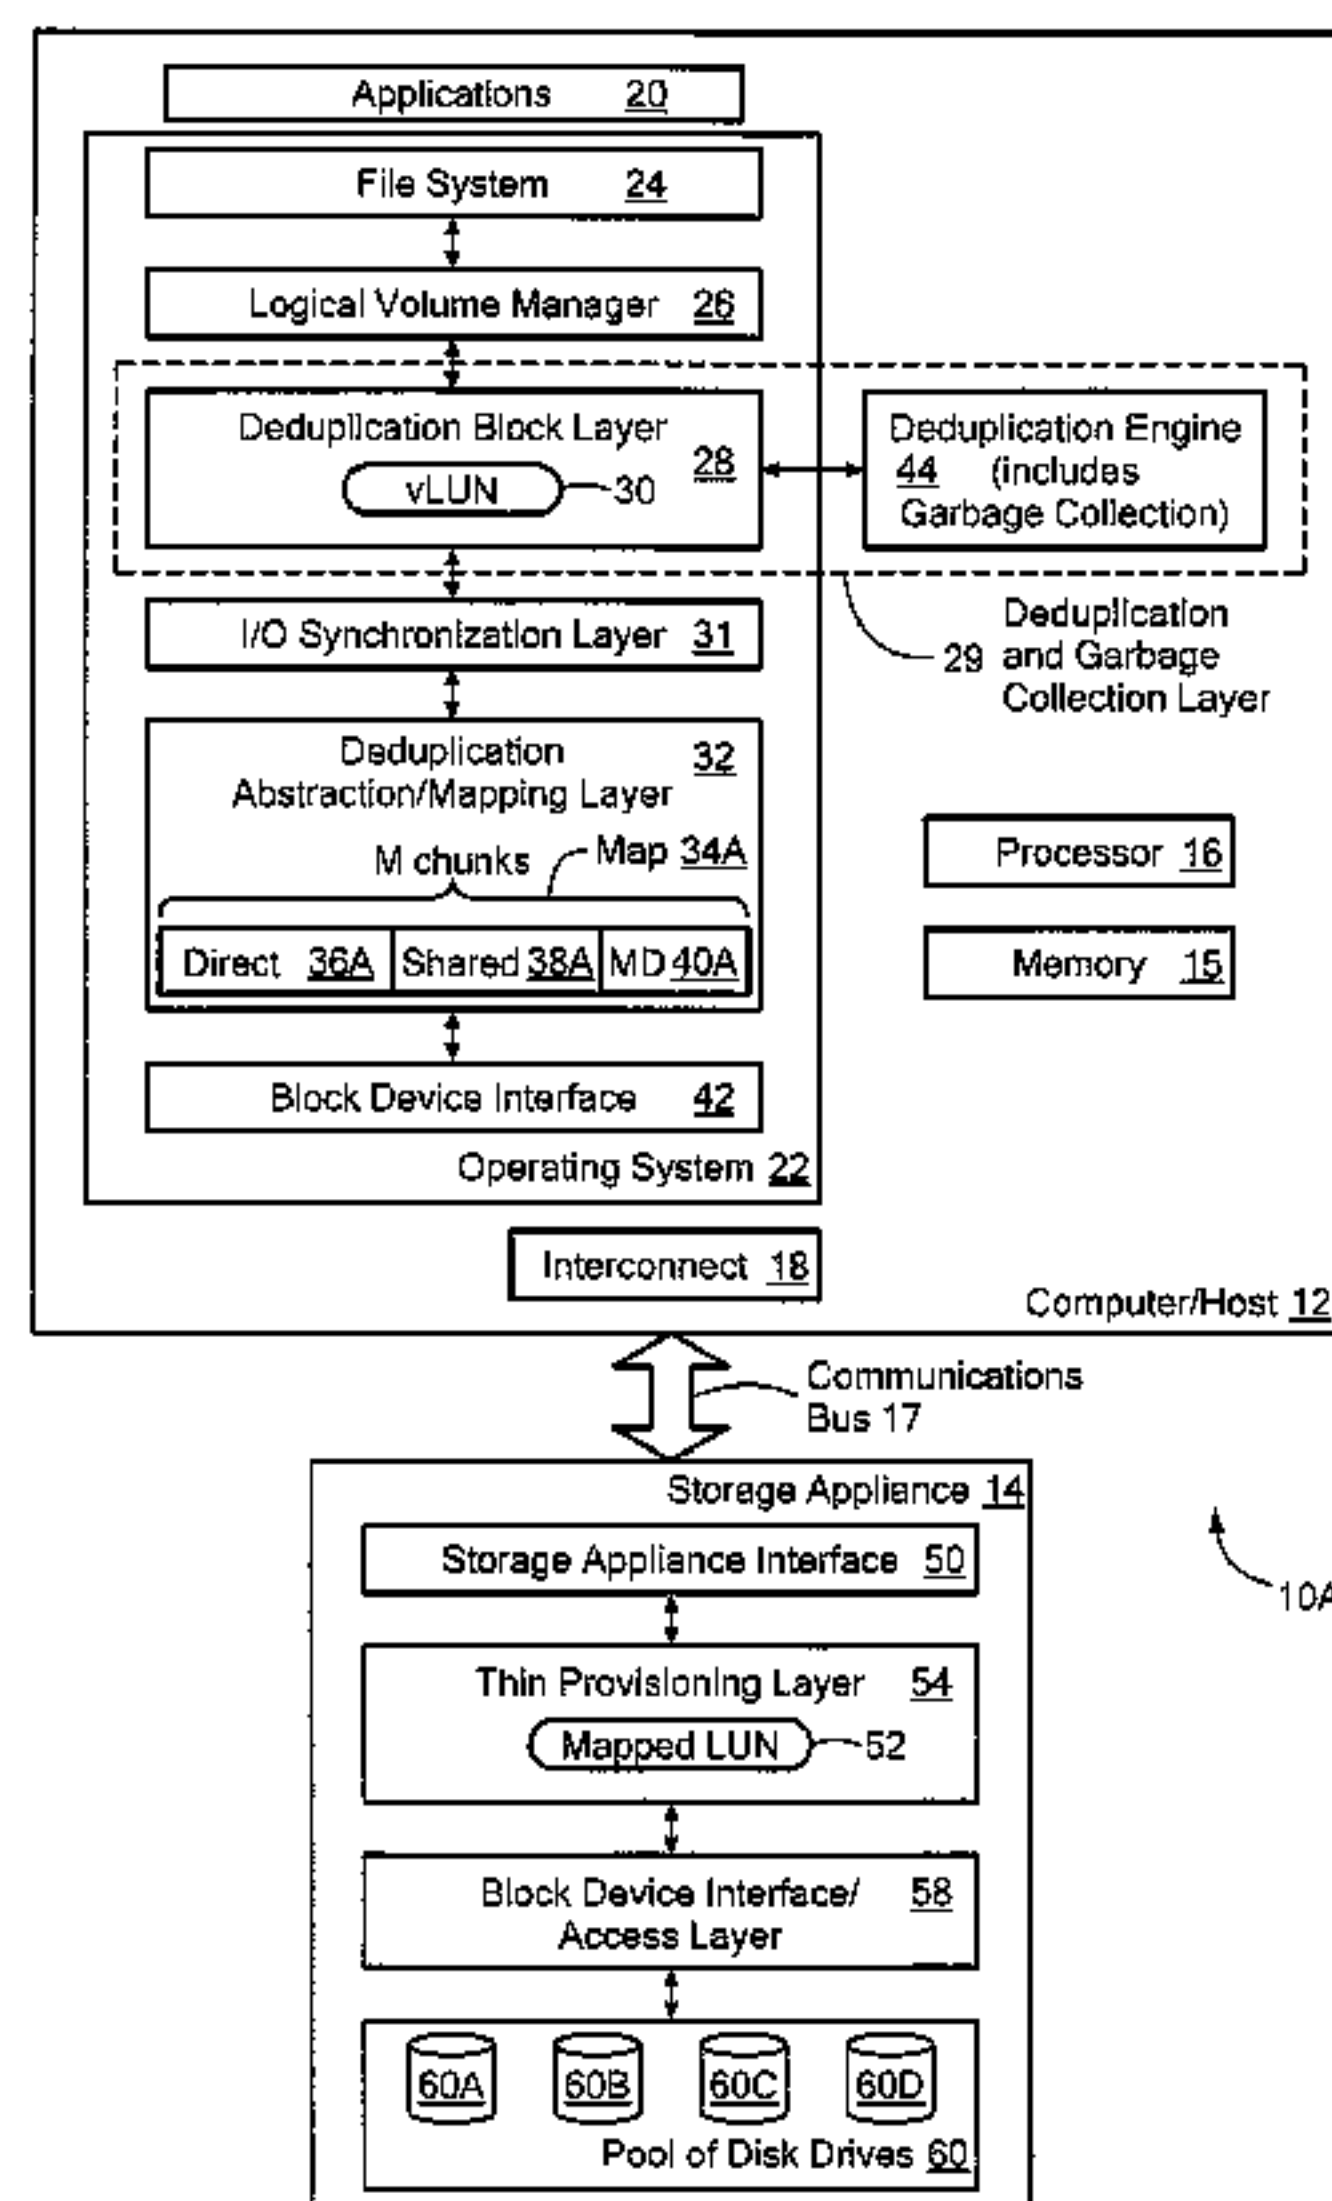 Applications 20
File System 24
Logical Volume Manager 26
Deduplication Block Layer
28
vLUN
30
Deduplication Engine
44 (includes
Garbage Collection)
I/O Synchronization Layer 31
29
Deduplication
and Garbage
Collection Layer
Deduplication
Abstraction/Mapping Layer
32
M chunks
Map 34A
Direct 36A Shared 38A MD 40A
Processor 16
Memory 15
Block Device Interface 42
Operating System 22
Interconnect 18
Computer/Host 12
Communications
Bus 17
Storage Appliance 14
Storage Appliance Interface 50
10A
Thin Provisioning Layer 54
Mapped LUN 52
Block Device Interface/ 58
Access Layer
60A 60B 60C 60D
Pool of Disk Drives 60